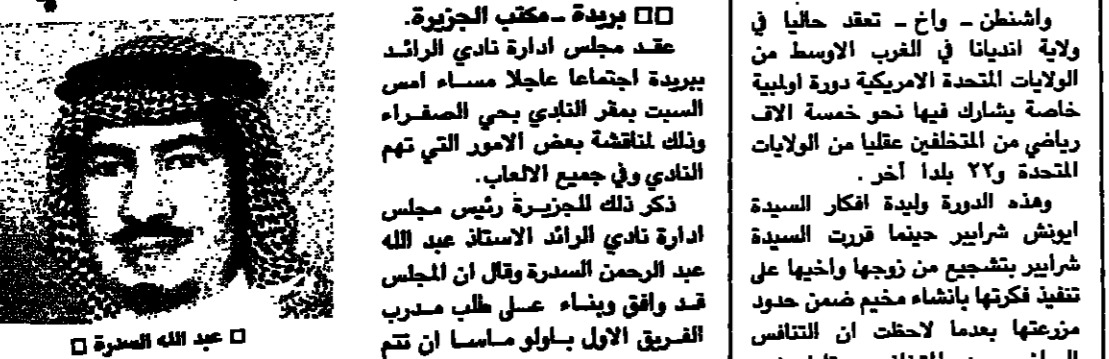 واشنطن - واخ - تعقد حاليا في
ولاية انديانا في الغرب الاوسط من
الولايات المتحدة الامريكية دورة اولمبية
خاصة يشارك فيها نحو خمسة الاف
رياضي من المتخلفين عقليا من الولايات
المتحدة و٢٢ بلدا آخر .
وهذه الدورة وليدة افكار السيدة
ايونش شرايير حينما قررت السيدة
شرايير بتشجيع من زوجها واخيها على
تنفيذ فكرتها بانشاء مخيم ضمن حدود
مزرعتها بعدما لاحظت ان التنافس
□□ بريدة -مكتب الجزيرة.
عقد مجلس ادارة نادي الرائد
ببريدة اجتماعا عاجلا مساء امس
السبت بمقر النادي بحي الصفراء
وذلك لمناقشة بعض الامور التي تهم
النادي وفي جميع الالعاب.
ذكر ذلك للجزيرة رئيس مجلس
ادارة نادي الرائد الاستاذ عبد الله
عبد الرحمن السدرة وقال ان المجلس
قد وافق وبناء على طلب مدرب
الفريق الاول باولو ماسا ان تتم
□ عبد الله السدرة □